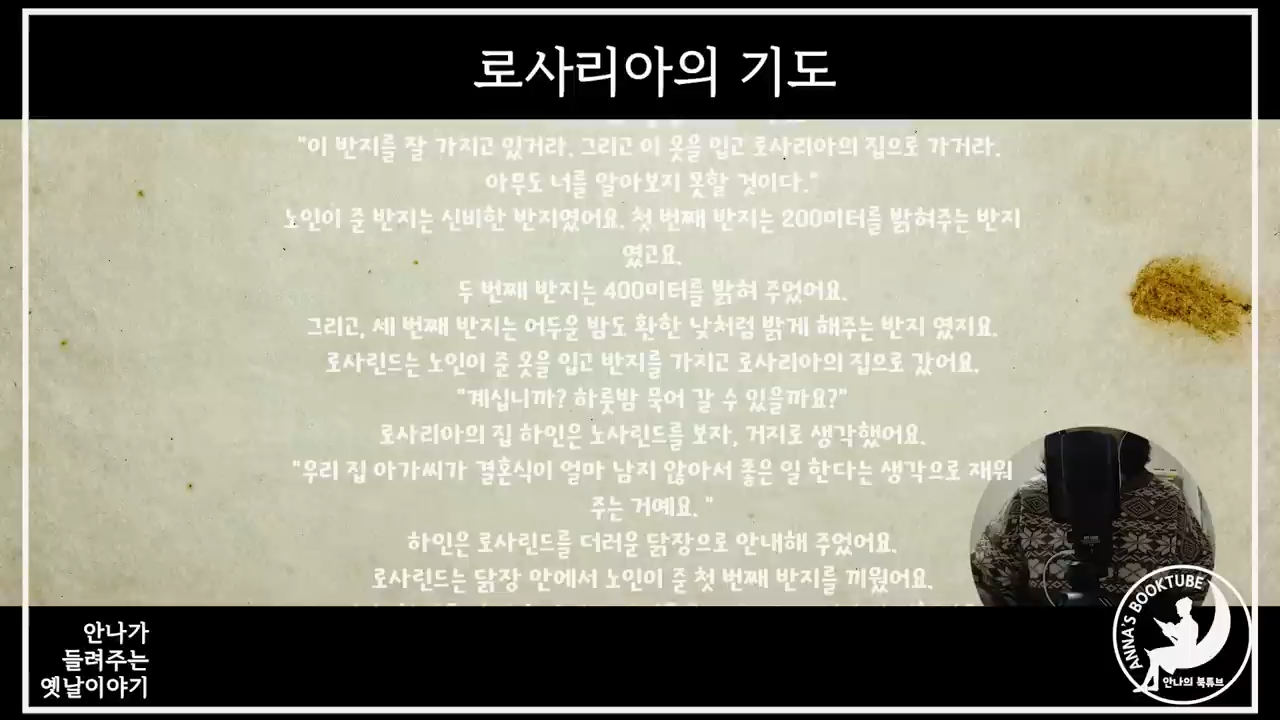 로사리아의 기도
"이 반지를 잘 가지고 있거라. 그리고 이 옷을 입고 로사리아의 집으로 가거라.
아무도 너를 알아보지 못할 것이다."
노인이 준 반지는 신비한 반지였어요. 첫 번째 반지는 200미터를 밝혀주는 반지
였고요.
두 번째 반지는 400미터를 밝혀 주었어요.
그리고, 세 번째 반지는 어두운 밤도 환한 낮처럼 밝게 해주는 반지 였지요.
로사린드는 노인이 준 옷을 입고 반지를 가지고 로사리아의 집으로 갔어요.
"계십니까? 하룻밤 묵어 갈 수 있을까요?"
로사리아의 집 하인은 노사린드를 보자, 거지로 생각했어요.
"우리 집 아가씨가 결혼식이 얼마 남지 않아서 좋은 일 한다는 생각으로 재워
주는 거예요. "
하인은 로사린드를 더러운 닭장으로 안내해 주었어요.
로사린드는 닭장 안에서 노인이 준 첫 번째 반지를 끼웠어요.
안나가
들려주는
옛날이야기
ANNA'S BOOKTUBE
안나의 북튜브